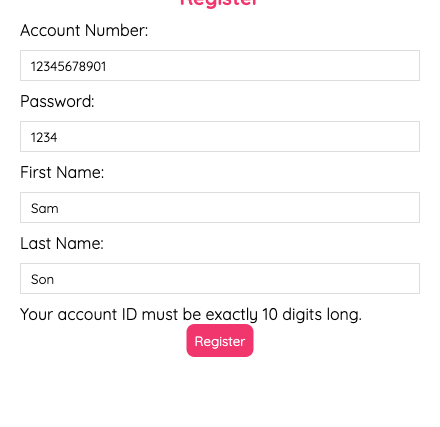 Register
Account Number:
12345678901
Password:
1234
First Name:
Sam
Last Name:
Son
Your account ID must be exactly 10 digits long.
Register